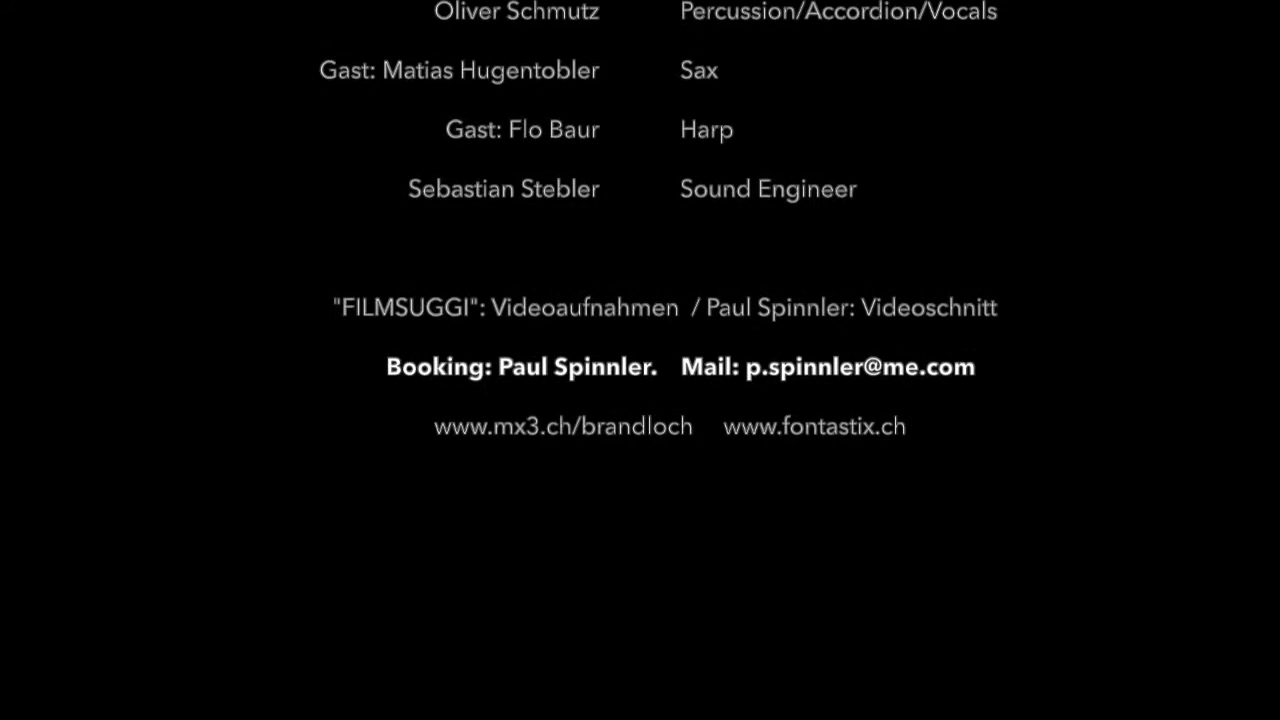 Oliver Schmutz Percussion/Accordion/Vocals
Gast: Matias Hugentobler Sax
Gast: Flo Baur Harp
Sebastian Stebler Sound Engineer
"FILMSUGGI": Videoaufnahmen / Paul Spinnler: Videoschnitt
Booking: Paul Spinnler. Mail: p.spinnler@me.com
www.mx3.ch/brandloch www.fontastix.ch